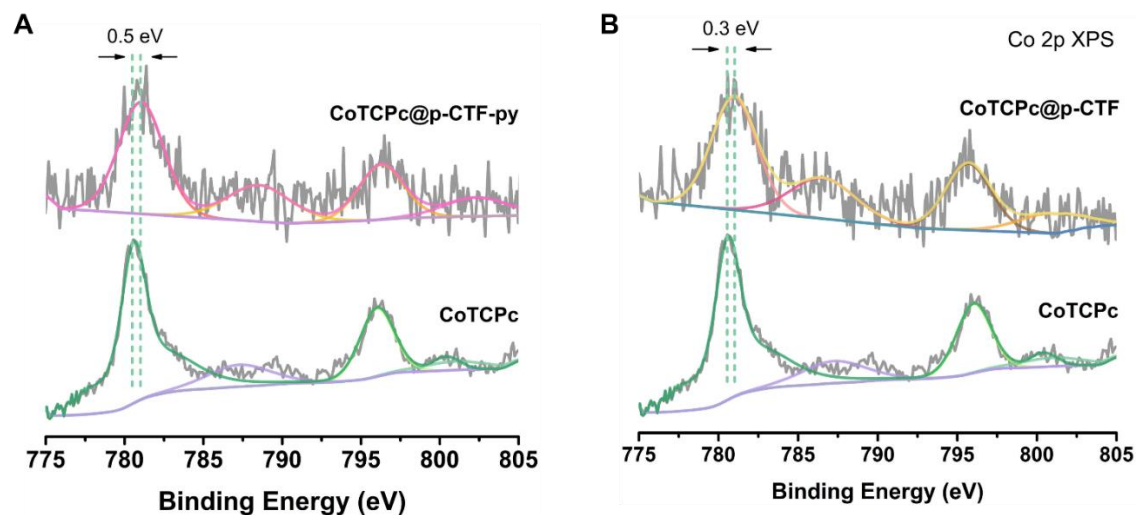 A
0.5 eV
CoTCPc@p-CTF-py
CoTCPc
775 780 785 790 795 800 805
Binding Energy (eV)
B
0.3 eV
Co 2p XPS
CoTCPc@p-CTF
CoTCPc
775 780 785 790 795 800 805
Binding Energy (eV)